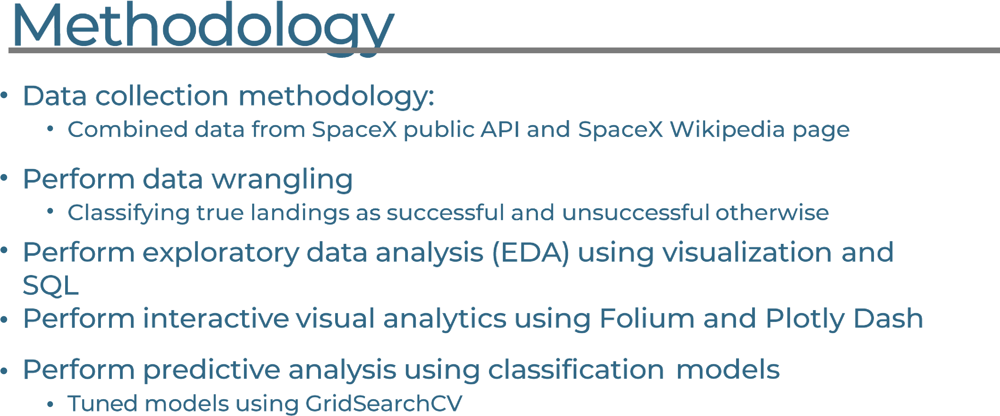 Methodology
• Data collection methodology:
• Combined data from SpaceX public API and SpaceX Wikipedia page
• Perform data wrangling
• Classifying true landings as successful and unsuccessful otherwise
• Perform exploratory data analysis (EDA) using visualization and
SQL
• Perform interactive visual analytics using Folium and Plotly Dash
• Perform predictive analysis using classification models
• Tuned models using GridSearchCV